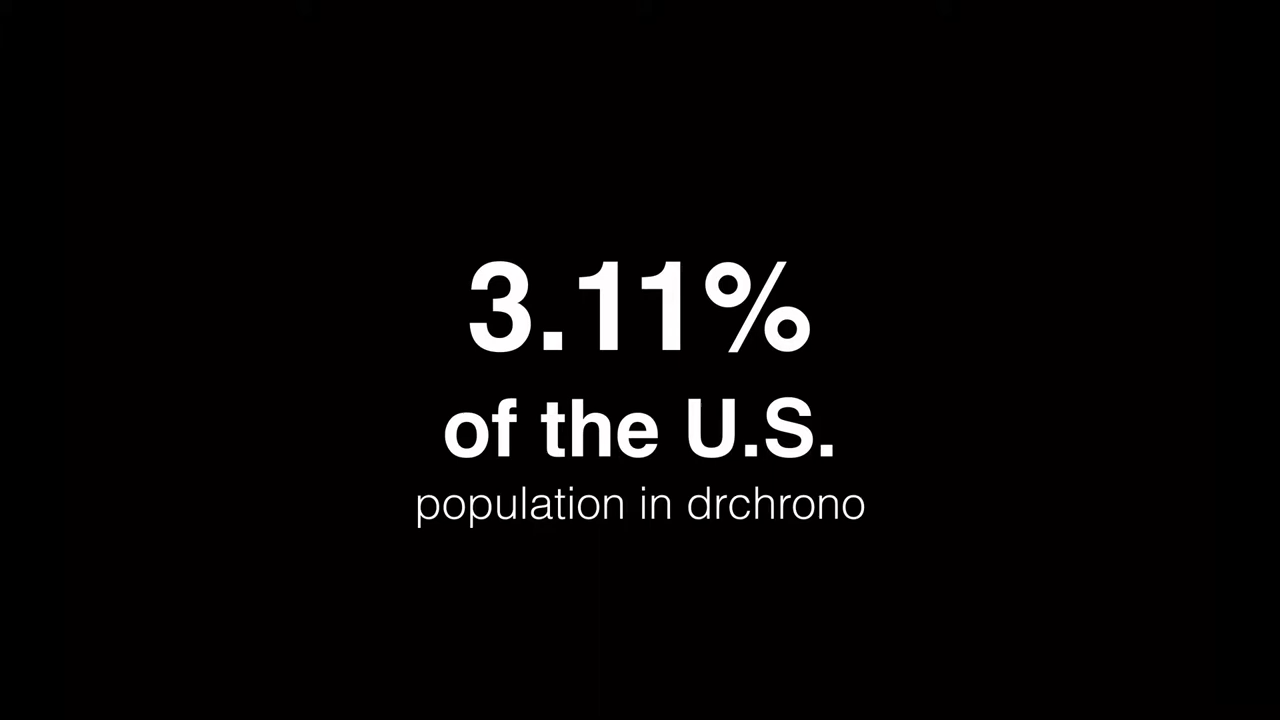 3.11%
of the U.S.
population in drchrono